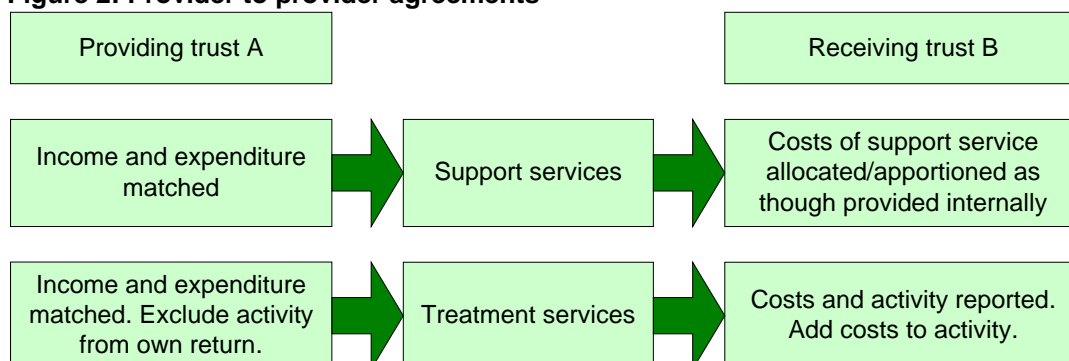 Figure 2: Provider to provider agreements
Providing trust A
Receiving trust B
Income and expenditure
matched
Support services
Costs of support service
allocated/apportioned as
though provided internally
Income and expenditure
matched. Exclude activity
from own return.
Treatment services
Costs and activity reported.
Add costs to activity.